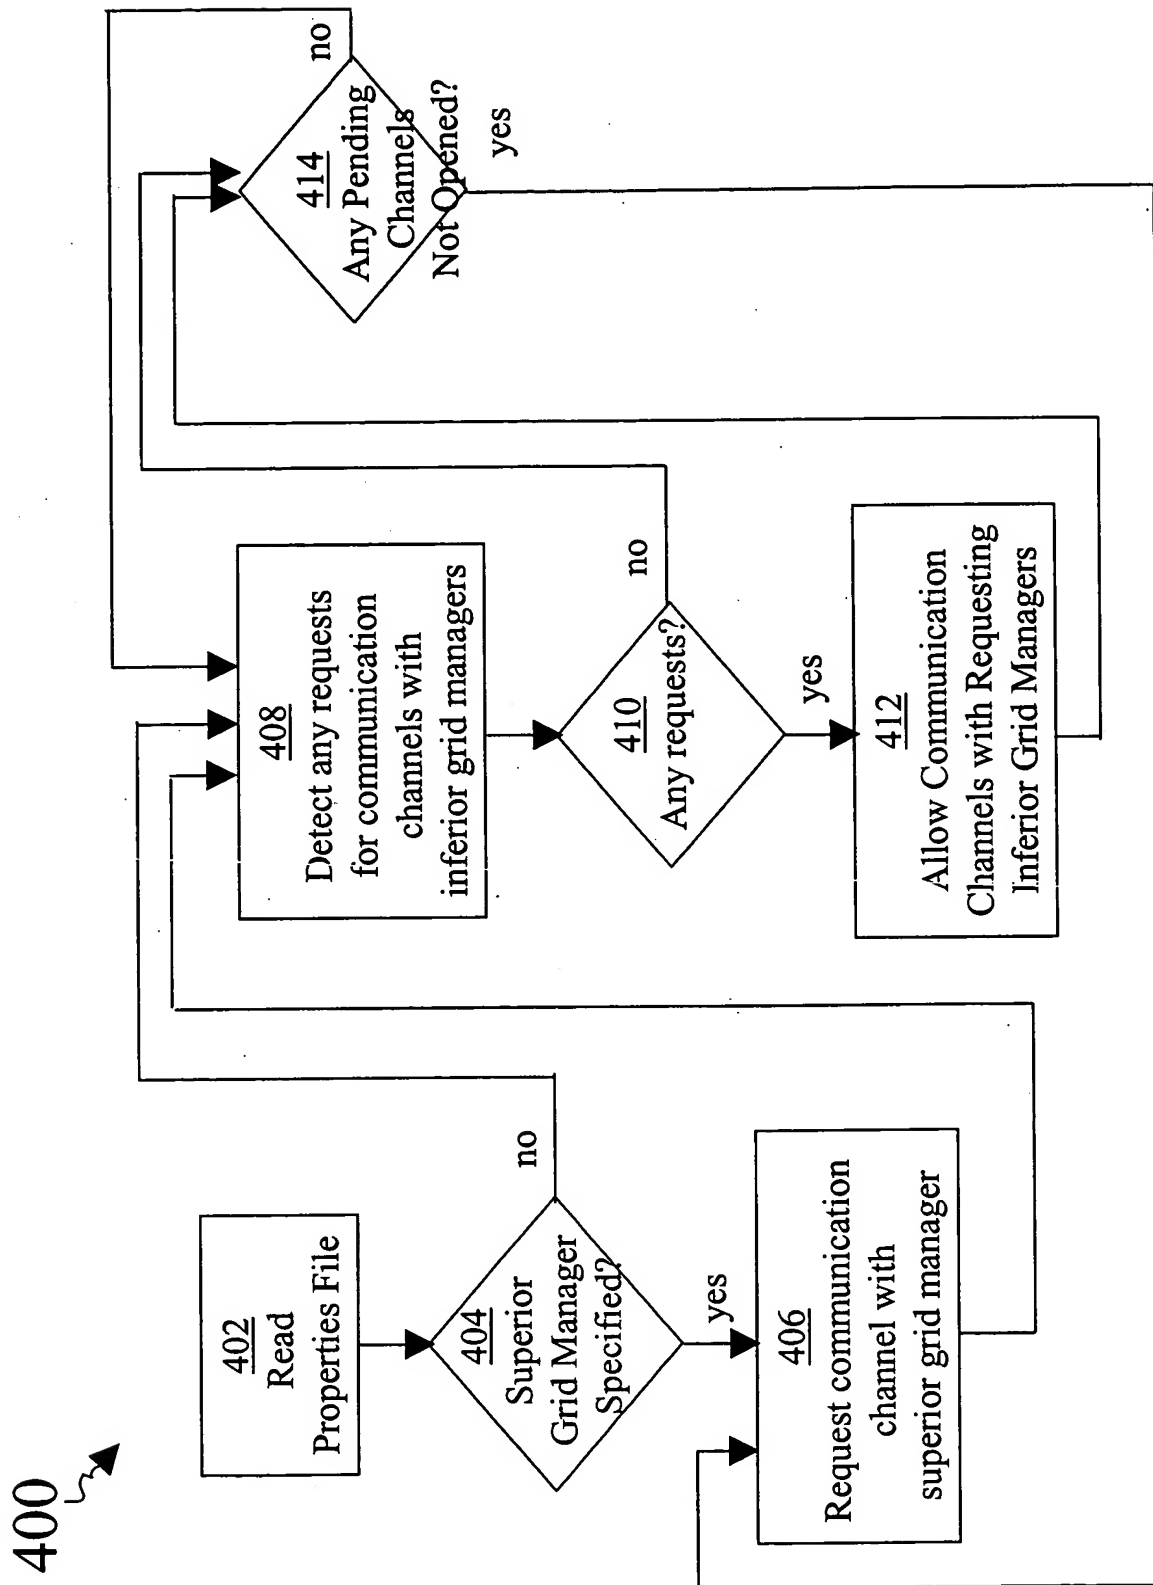 400
402
Read
Properties File
404
Superior
Grid Manager
Specified?
no
yes
406
Request communication
channel with
superior grid manager
408
Detect any requests
for communication
channels with
inferior grid managers
410
Any requests?
no
yes
412
Allow Communication
Channels with Requesting
Inferior Grid Managers
414
Any Pending
Channels
Not Opened?
no
yes